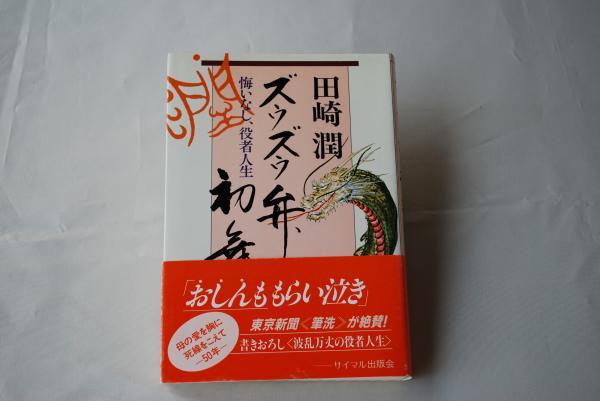 田崎 潤
ズウズウ弁、初舞
悔いなし、役者人生
「おしんももらい泣き」
東京新聞〈筆洗〉が絶賛!
書きおろし〈波乱万丈の役者人生〉
母の愛を胸に
死線をこえて
―50年―
――サイマル出版会